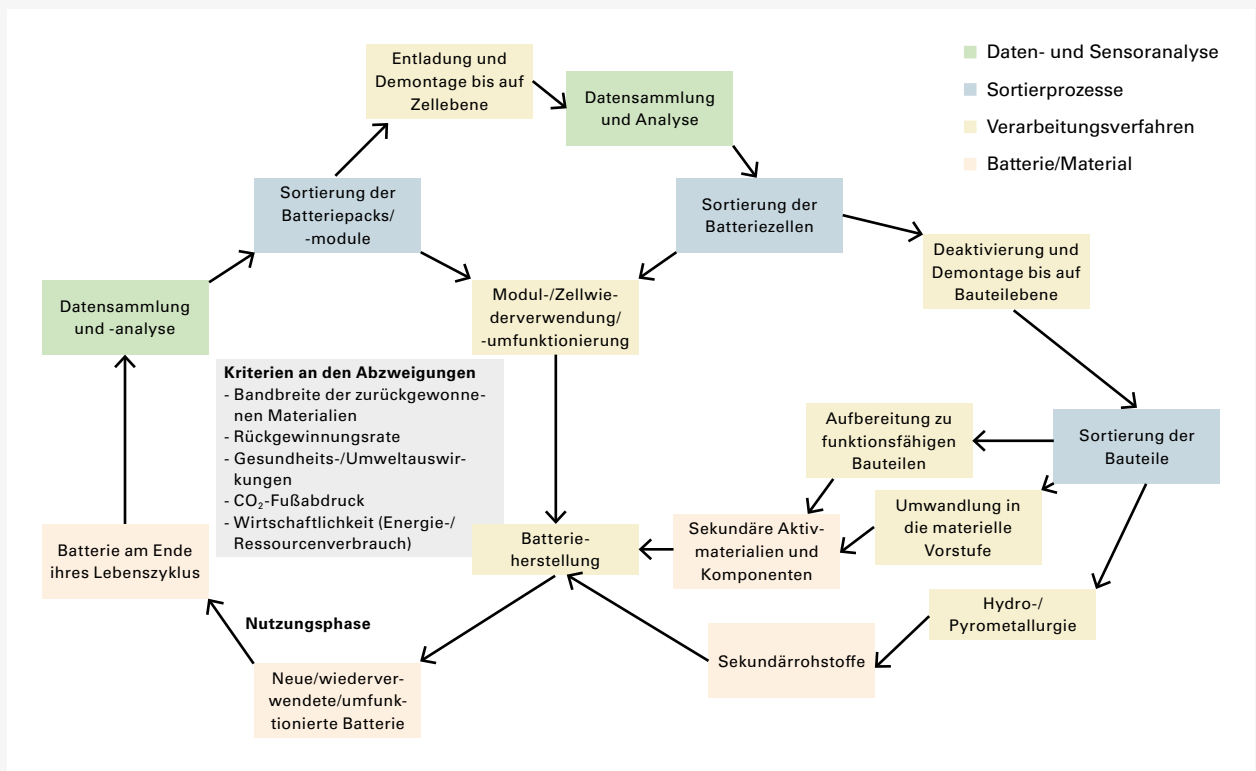 Entladung und
Demontage bis auf
Zellebene
Datensammlung
und Analyse
Daten- und Sensoranalyse
Sortierprozesse
Verarbeitungsverfahren
Batterie/Material
Sortierung der
Batteriepacks/
-module
Sortierung der
Batteriezellen
Deaktivierung und
Demontage bis auf
Bauteilebene
Datensammlung
und -analyse
Modul-/Zellwie-
derverwendung/
-umfunktionierung
Kriterien an den Abzweigungen
- Bandbreite der zurückgewonne-
nen Materialien
- Rückgewinnungsrate
- Gesundheits-/Umweltauswir-
kungen
- CO₂-Fußabdruck
- Wirtschaftlichkeit (Energie-/
Ressourcenverbrauch)
Aufbereitung zu
funktionsfähigen
Bauteilen
Sortierung der
Bauteile
Umwandlung in
die materielle
Vorstufe
Batterie am Ende
ihres Lebenszyklus
Batterie-
herstellung
Sekundäre Aktiv-
materialien und
Komponenten
Hydro-/
Pyrometallurgie
Nutzungsphase
Sekundärrohstoffe
Neue/wiederver-
wendete/umfunk-
tionierte Batterie